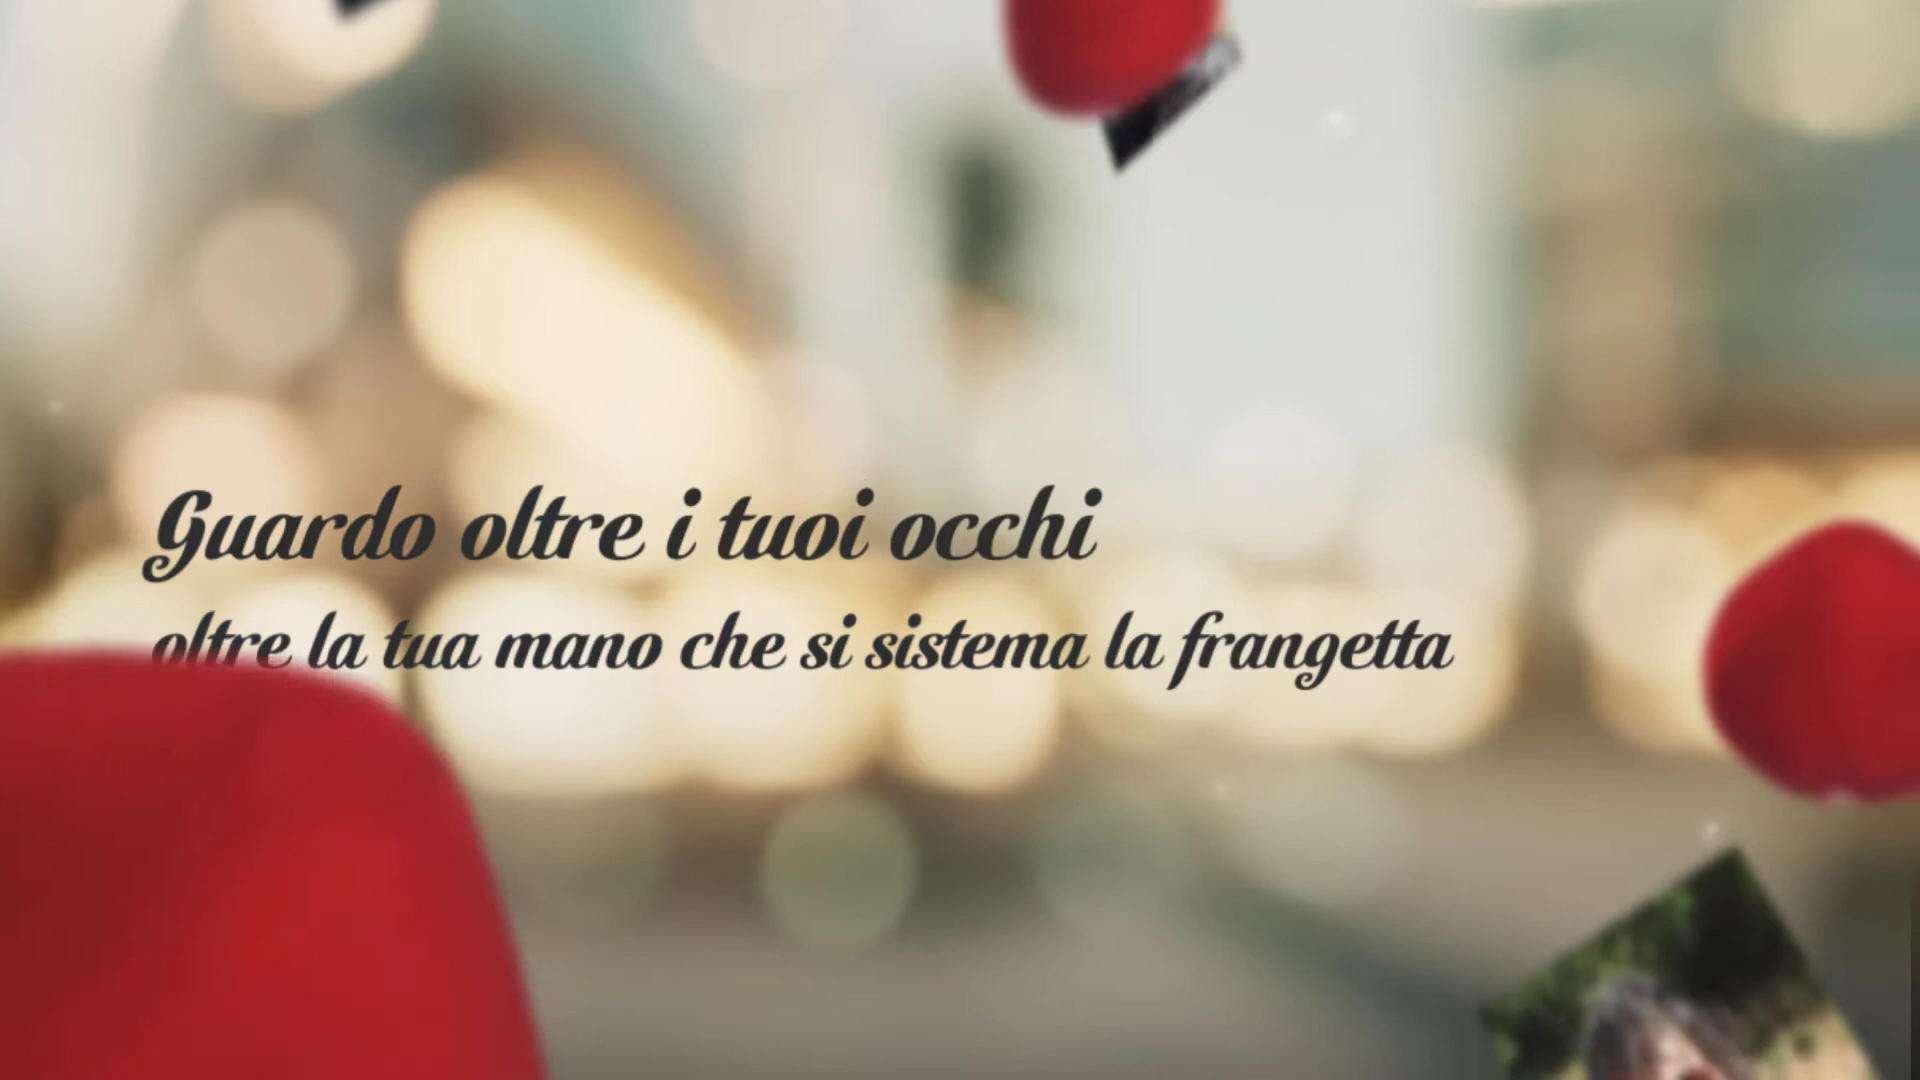 Guardo oltre i tuoi occhi
oltre la tua mano che si sistema la frangetta